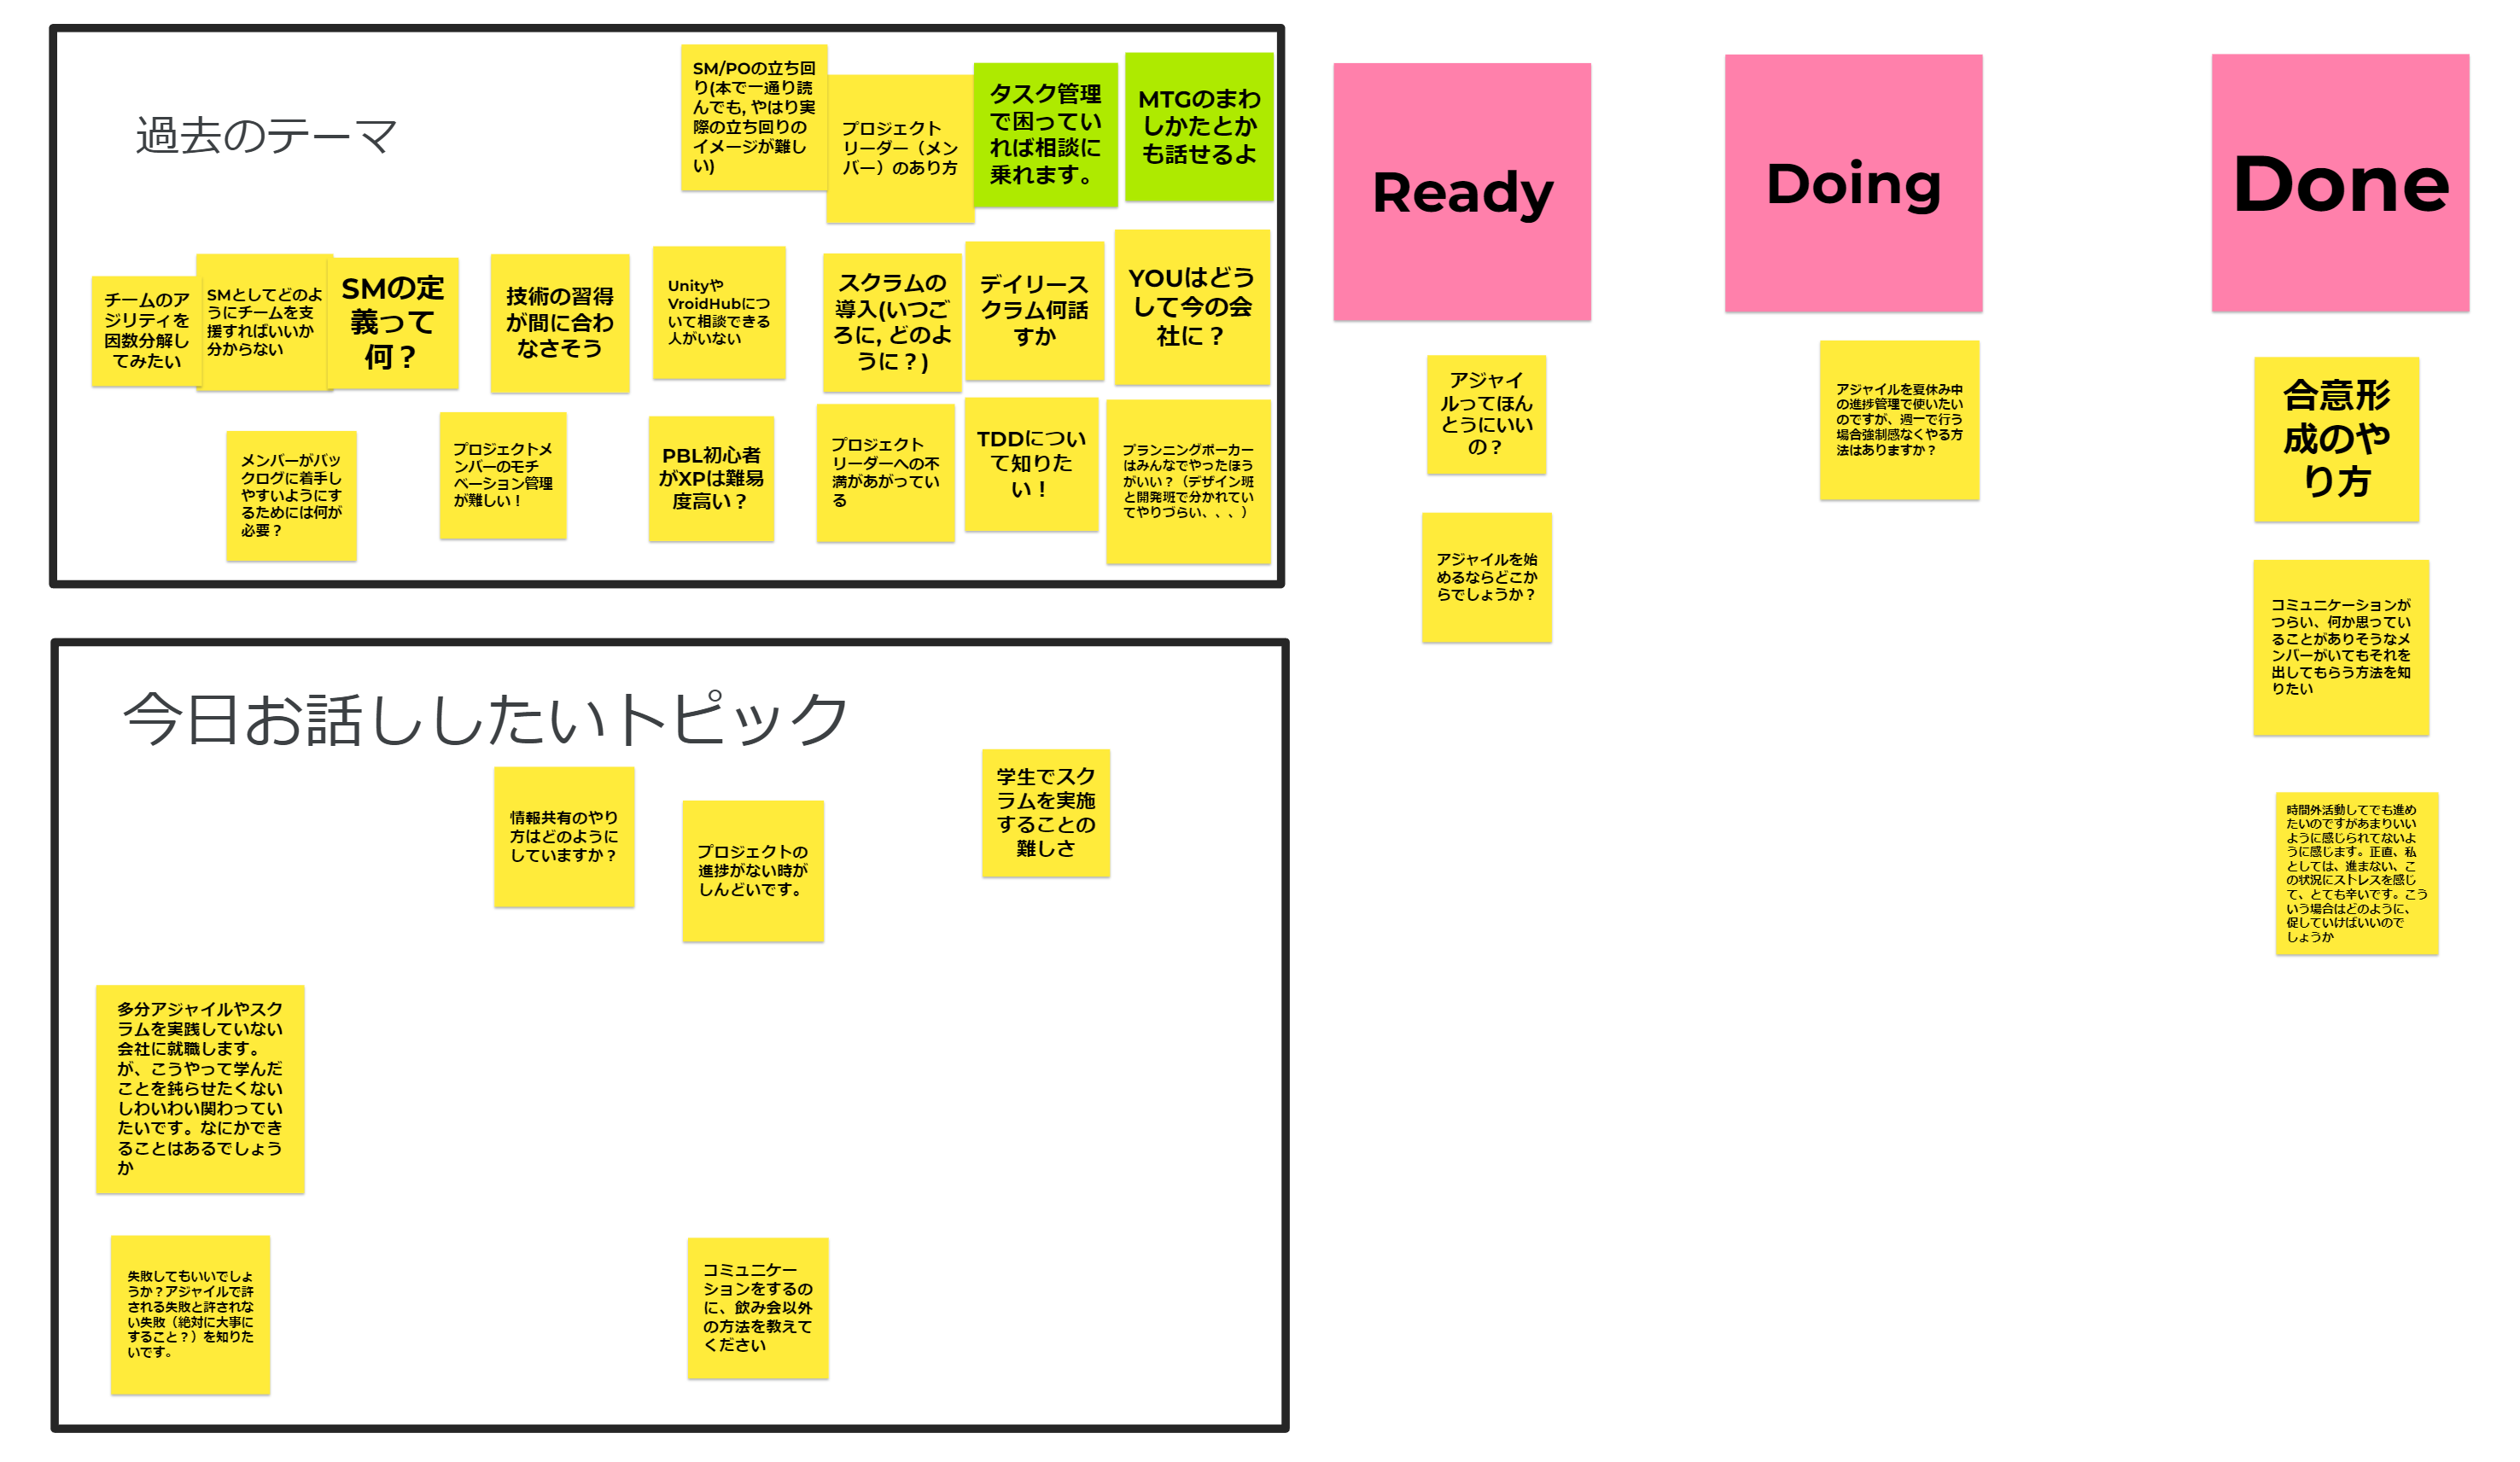 過去のテーマ
SM/POの立ち回
り(本で一通り読
んでも, やはり実
際の立ち回りの
イメージが難し
い)
プロジェクト
リーダー（メン
バー）のあり方
タスク管理
で困ってい
れば相談に
乗れます。
MTGのまわ
しかたとか
も話せるよ
チームのア
ジリティを
因数分解し
てみたい
SMとしてどのよ
うにチームを支
援すればいいか
分からない
SMの定
義って
何？
技術の習得
が間に合わ
なさそう
Unityや
VroidHubにつ
いて相談できる
人がいない
スクラムの
導入(いつご
ろに, どのよ
うに？)
デイリース
クラム何話
すか
YOUはどう
して今の会
社に？
メンバーがバッ
クログに着手し
やすいようにす
るためには何が
必要？
プロジェクトメ
ンバーのモチ
ベーション管理
が難しい！
PBL初心者
がXPは難易
度高い？
プロジェクト
リーダーへの不
満があがってい
る
TDDについ
て知りた
い！
プランニングポーカー
はみんなでやったほう
がいい？（デザイン班
と開発班で分かれてい
てやりづらい、、、）
今日お話ししたいトピック
情報共有のやり
方はどのように
していますか？
プロジェクトの
進捗がない時が
しんどいです。
学生でスク
ラムを実施
することの
難しさ
多分アジャイルやスク
ラムを実践していない
会社に就職します。
が、こうやって学んだ
ことを鈍らせたくない
しわいわい関わってい
たいです。なにかでき
ることはあるでしょう
か
失敗してもいいでしょ
うか？アジャイルで許
される失敗と許されな
い失敗（絶対に大事に
すること？）を知りた
いです。
コミュニケー
ションをするの
に、飲み会以外
の方法を教えて
ください
Ready
アジャイ
ルってほん
とうにいい
の？
アジャイルを始
めるならどこか
らでしょうか？
Doing
アジャイルを夏休み中
の進捗管理で使いたい
のですが、週一で行う
場合強制感なくやる方
法はありますか？
Done
合意形
成のや
り方
コミュニケーションが
つらい、何か思ってい
ることがありそうなメ
ンバーがいてもそれを
出してもらう方法を知
りたい
時間外活動してでも進め
たいのですがあまりいい
ように感じられてないよ
うに感じます。正直、私
としては、進まない、こ
の状況にストレスを感じ
て、とても辛いです。こう
いう場合はどのように、
促していけばいいので
しょうか